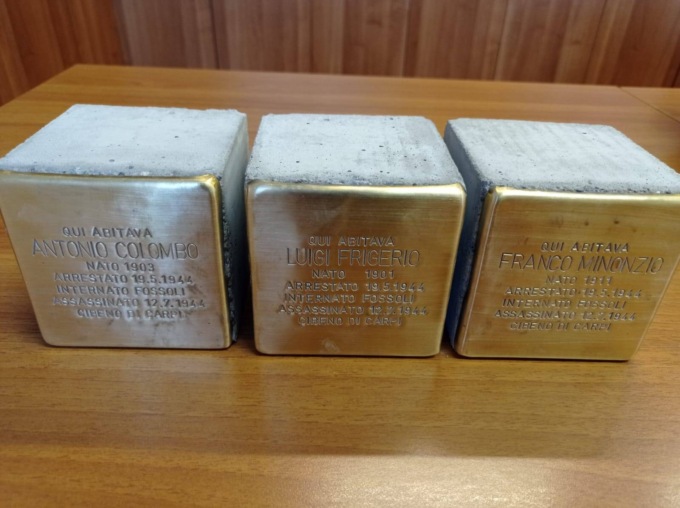 QUI ABITAVA
ANTONIO COLOMBO
NATO 1903
ARRESTATO 19.5.1944
INTERNATO FOSSOLI
ASSASSINATO 12.7.1944
CIBENO DI CARPI
QUI ABITAVA
LUIGI FRIGERIO
NATO 1901
ARRESTATO 19.5.1944
INTERNATO FOSSOLI
ASSASSINATO 12.7.1944
CIBENO DI CARPI
QUI ABITAVA
FRANCO MINONZIO
NATO 1911
ARRESTATO 19.5.1944
INTERNATO FOSSOLI
ASSASSINATO 12.7.1944
CIBENO DI CARPI